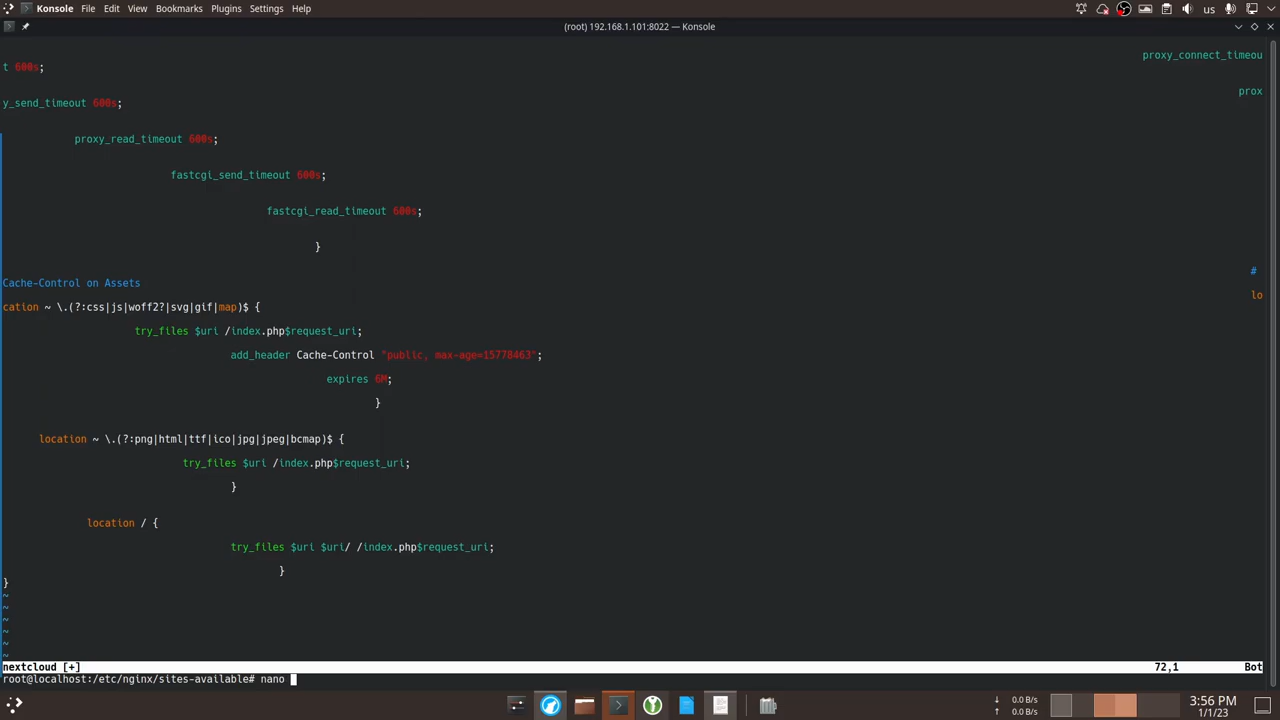 Konsole File Edit View Bookmarks Plugins Settings Help us
(root) 192.168.1.101:8022 — Konsole
proxy_connect_timeou
t 600s;
prox
y_send_timeout 600s;
proxy_read_timeout 600s;
fastcgi_send_timeout 600s;
fastcgi_read_timeout 600s;
}
#
Cache-Control on Assets
lo
cation ~ \.(?:css|js|woff2?|svg|gif|map)$ {
try_files $uri /index.php$request_uri;
add_header Cache-Control "public, max-age=15778463";
expires 6M;
}
location ~ \.(?:png|html|ttf|ico|jpg|jpeg|bcmap)$ {
try_files $uri /index.php$request_uri;
}
location / {
try_files $uri $uri/ /index.php$request_uri;
}
}
~
~
~
~
~
~
nextcloud [+] 72,1 Bot
root@localhost:/etc/nginx/sites-available# nano
↓ 0.0 B/s
↑ 0.0 B/s
3:56 PM
1/1/23